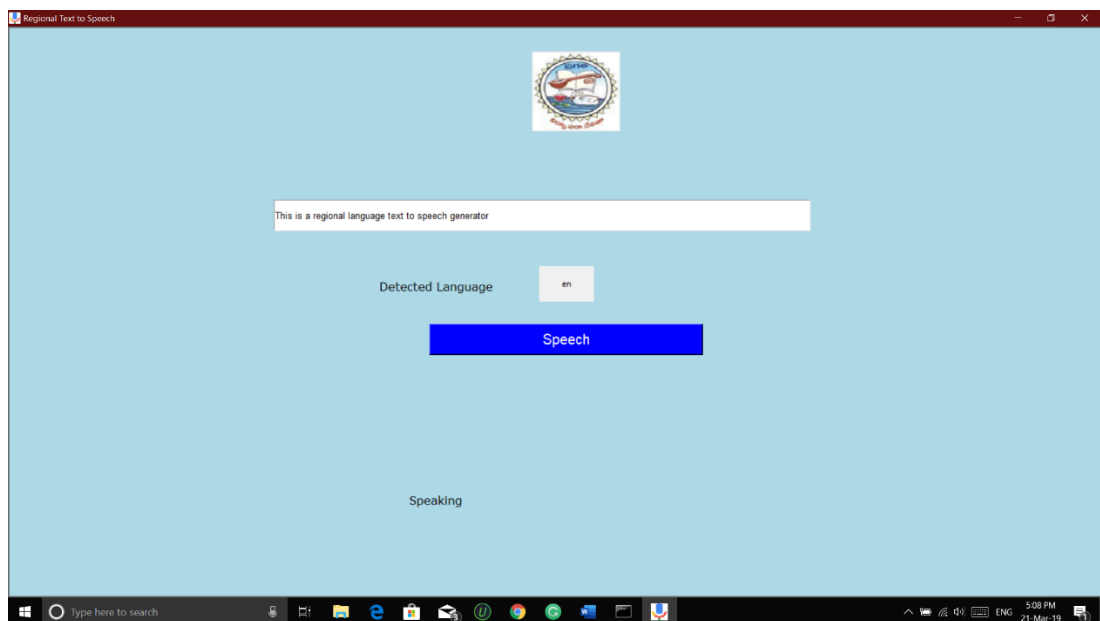 Regional Text to Speech
This is a regional language text to speech generator
Detected Language
en
Speech
Speaking
Type here to search
ENG
5:08 PM
21-Mar-19